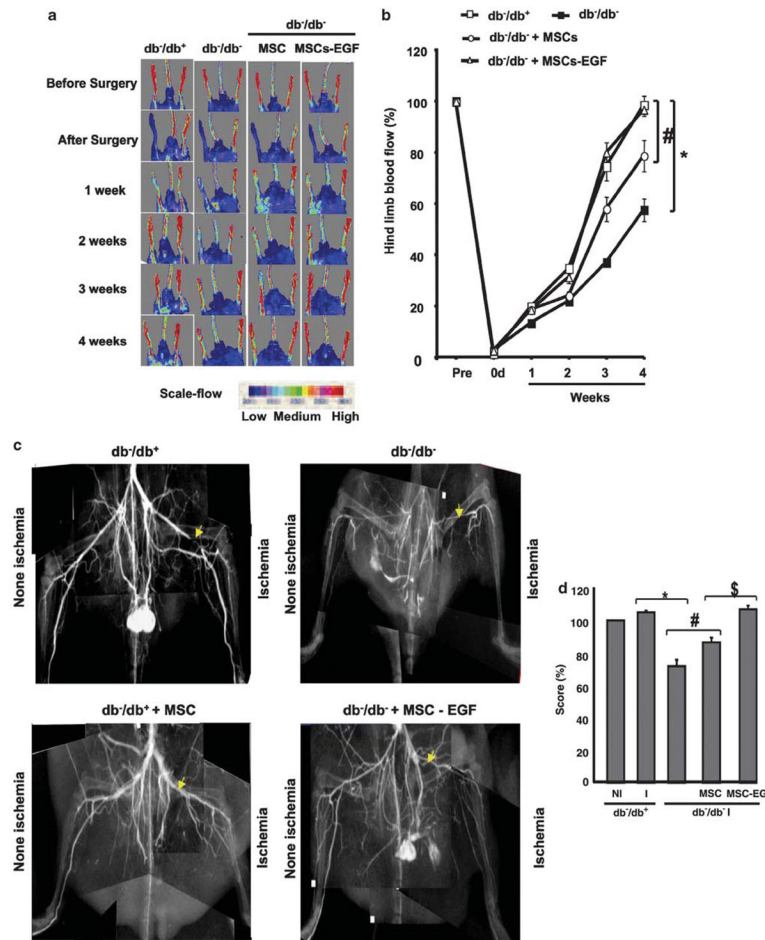 a
db⁻/db⁻
db⁻/db⁺ db⁻/db⁻ MSC MSCs-EGF
Before Surgery
After Surgery
1 week
2 weeks
3 weeks
4 weeks
Scale-flow
Low Medium High
b
db⁻/db⁺ db⁻/db⁻
db⁻/db⁻ + MSCs
db⁻/db⁻ + MSCs-EGF
Hind limb blood flow (%)
120
100
80
60
40
20
0
#
*
Pre 0d 1 2 3 4
Weeks
c
db⁻/db⁺
None ischemia
Ischemia
db⁻/db⁻
None ischemia
Ischemia
db⁻/db⁺ + MSC
None ischemia
Ischemia
db⁻/db⁻ + MSC - EGF
None ischemia
Ischemia
d
Score (%)
120
100
80
60
40
20
00
*
#
$
NI I MSC MSC-EG
db⁻/db⁺ db⁻/db⁻ I